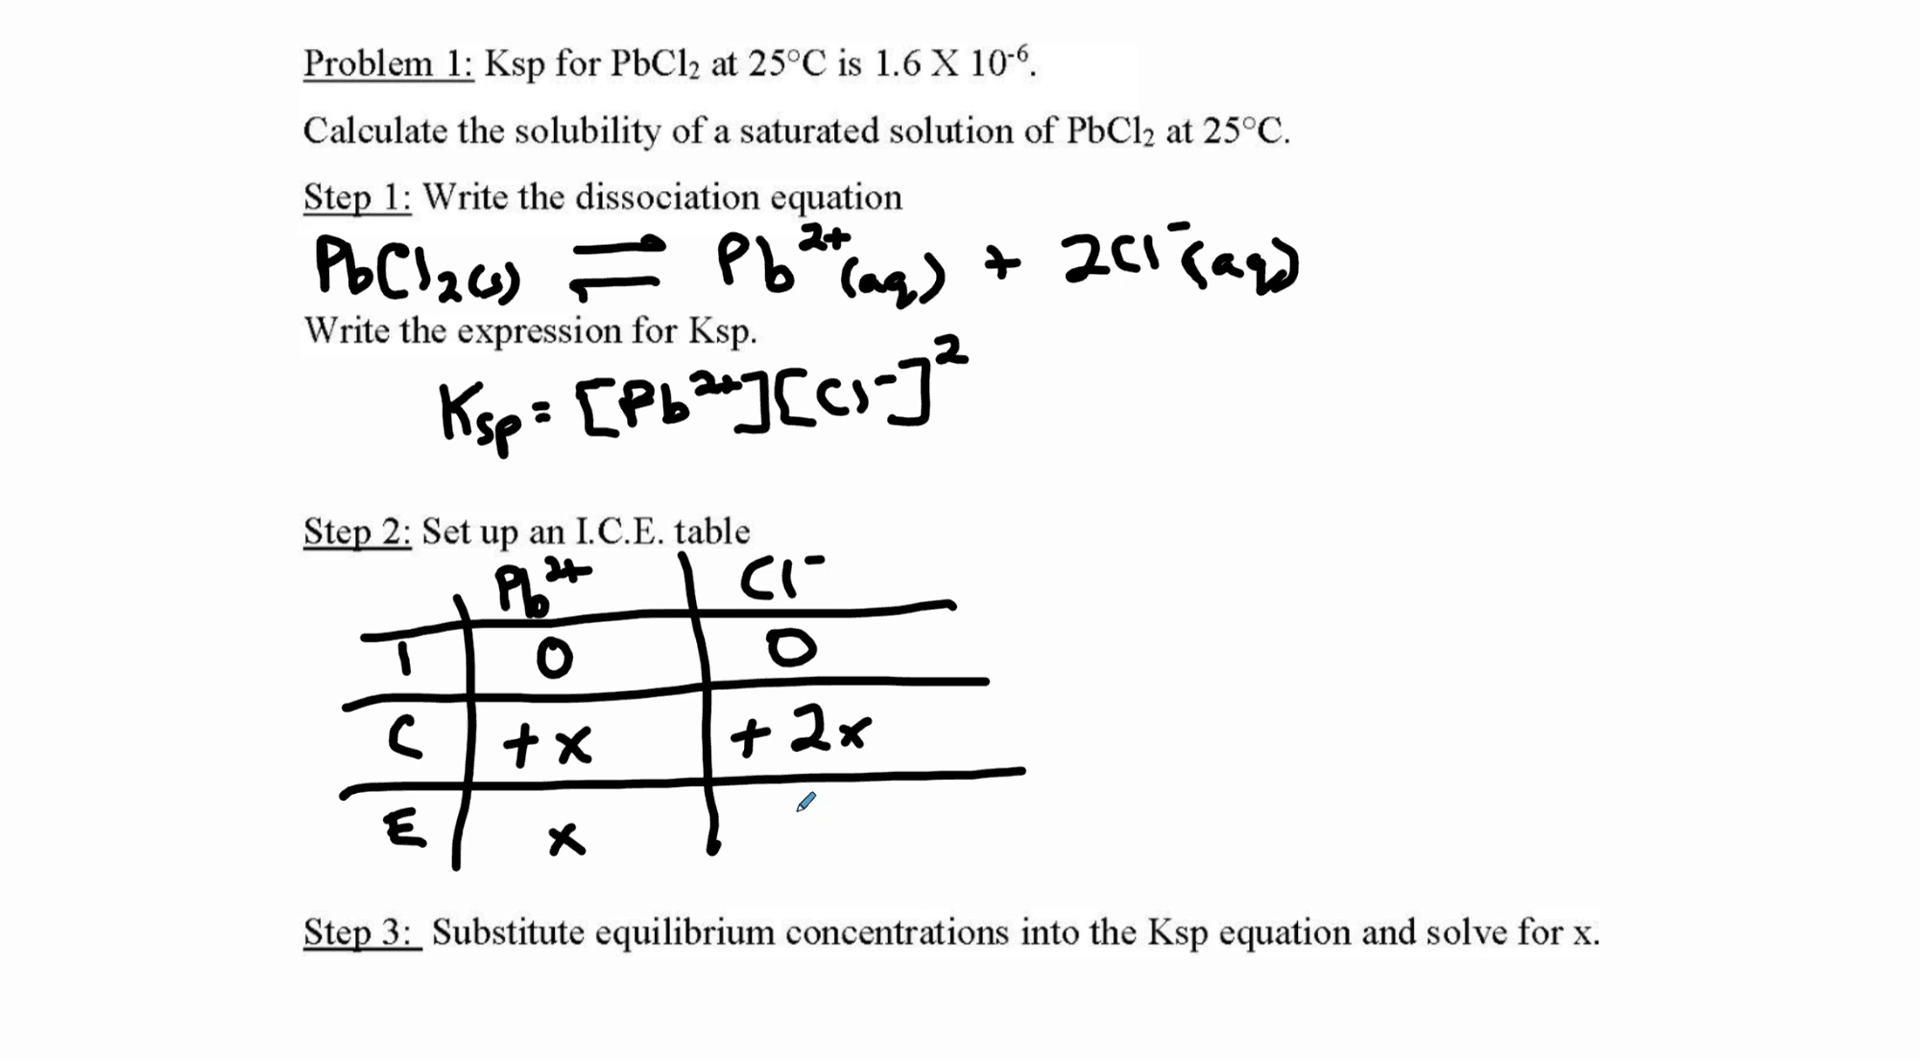 Problem 1: Ksp for PbCl₂ at 25°C is 1.6 X 10⁻⁶.
Calculate the solubility of a saturated solution of PbCl₂ at 25°C.
Step 1: Write the dissociation equation
PbCl₂(s) ⇌ Pb²⁺(aq) + 2Cl⁻(aq)
Write the expression for Ksp.
Ksp = [Pb²⁺][Cl⁻]²
Step 2: Set up an I.C.E. table
Pb²⁺ Cl⁻
I 0 0
C +x +2x
E x
Step 3: Substitute equilibrium concentrations into the Ksp equation and solve for x.